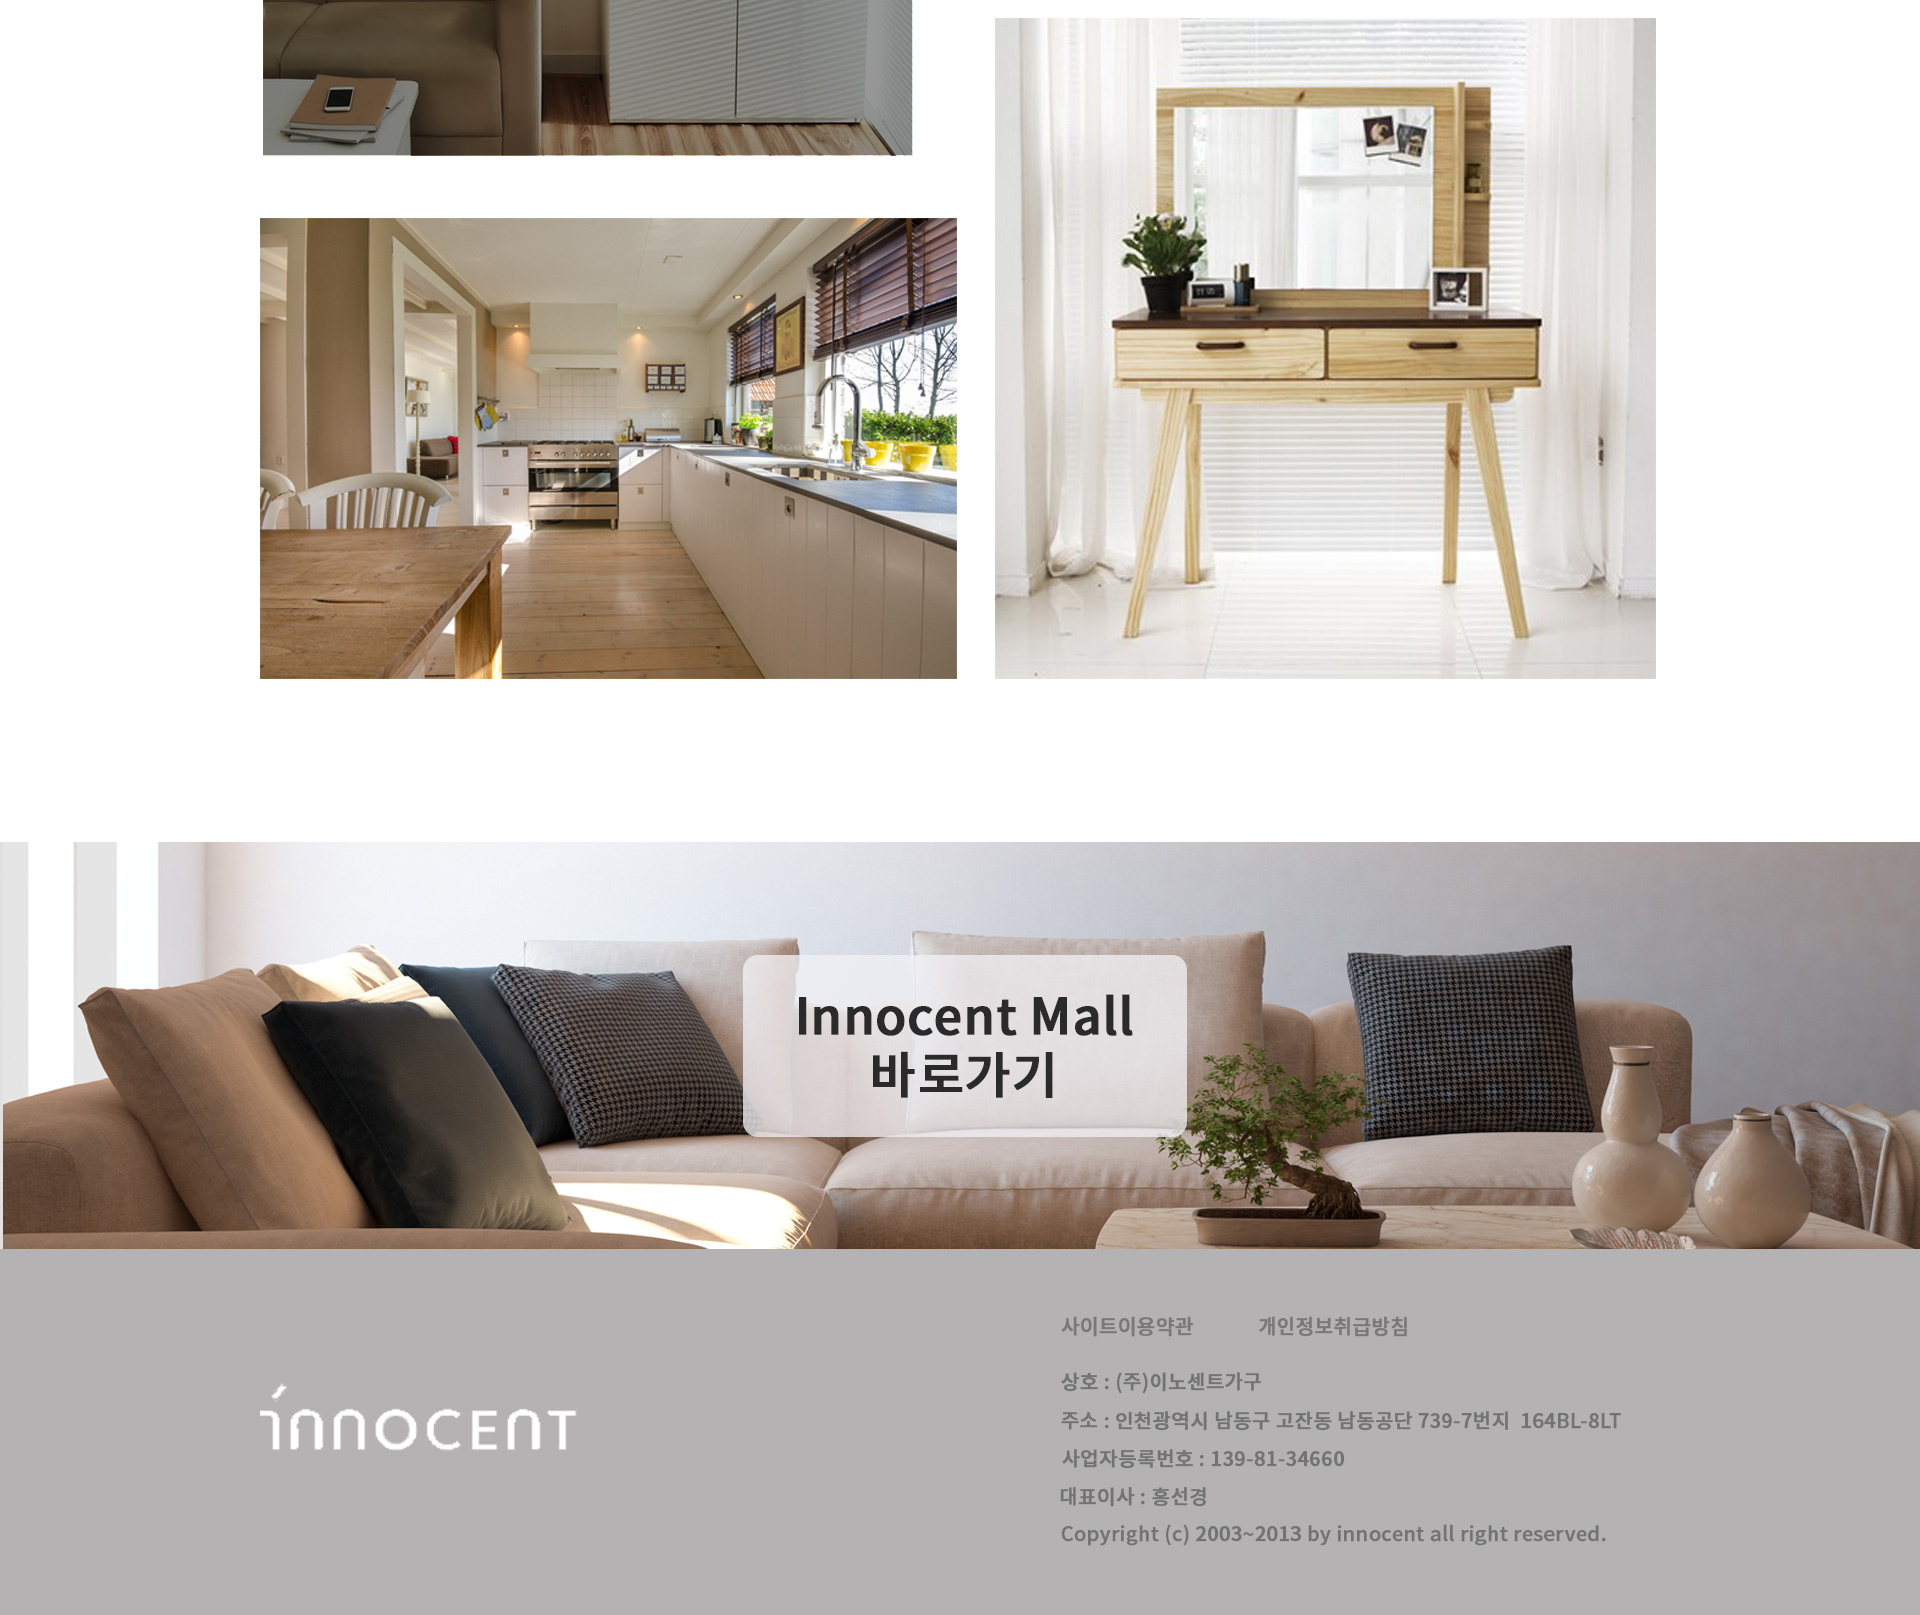 Innocent Mall
바로가기
사이트이용약관 개인정보취급방침
상호 : (주)이노센트가구
주소 : 인천광역시 남동구 고잔동 남동공단 739-7번지 164BL-8LT
사업자등록번호 : 139-81-34660
대표이사 : 홍선경
Copyright (c) 2003~2013 by innocent all right reserved.
ınnocent